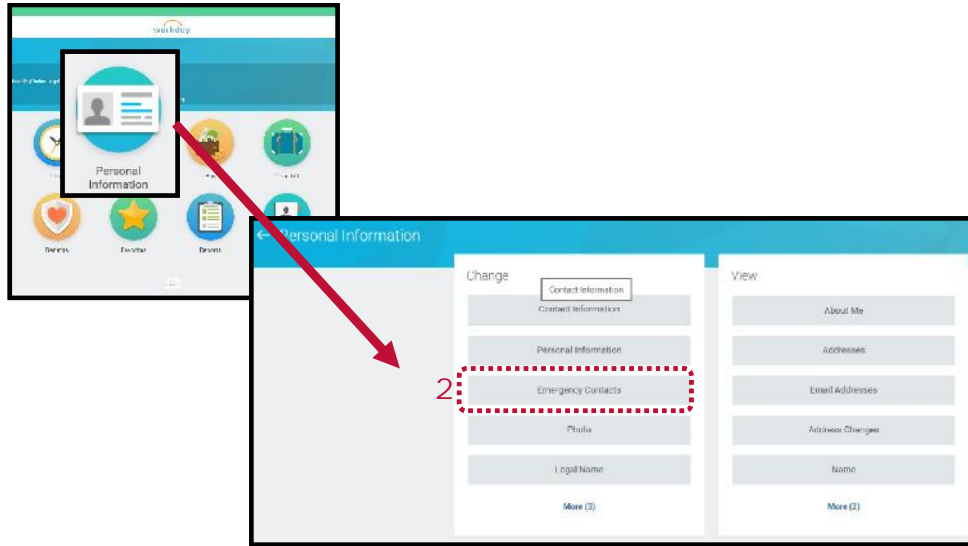 workday
Personal
Information
Benefits
Favorites
Reports
← Personal Information
Change
Contact Information
Contact Information
Personal Information
2
Emergency Contacts
Photo
Legal Name
More (3)
View
About Me
Addresses
Email Addresses
Address Changes
Name
More (2)